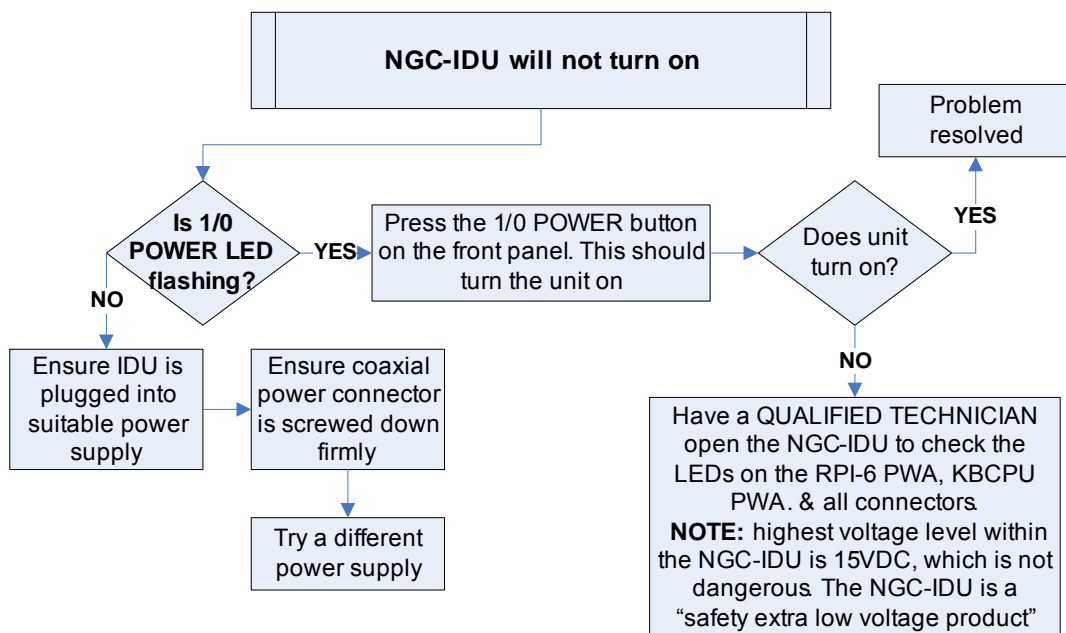 NGC-IDU will not turn on
Problem
resolved
Is 1/0
POWER LED
flashing?
YES
Press the 1/0 POWER button
on the front panel. This should
turn the unit on
Does unit
turn on?
YES
NO
Ensure IDU is
plugged into
suitable power
supply
Ensure coaxial
power connector
is screwed down
firmly
Try a different
power supply
NO
Have a QUALIFIED TECHNICIAN
open the NGC-IDU to check the
LEDs on the RPI-6 PWA, KBCPU
PWA. & all connectors.
NOTE: highest voltage level within
the NGC-IDU is 15VDC, which is not
dangerous. The NGC-IDU is a
“safety extra low voltage product”